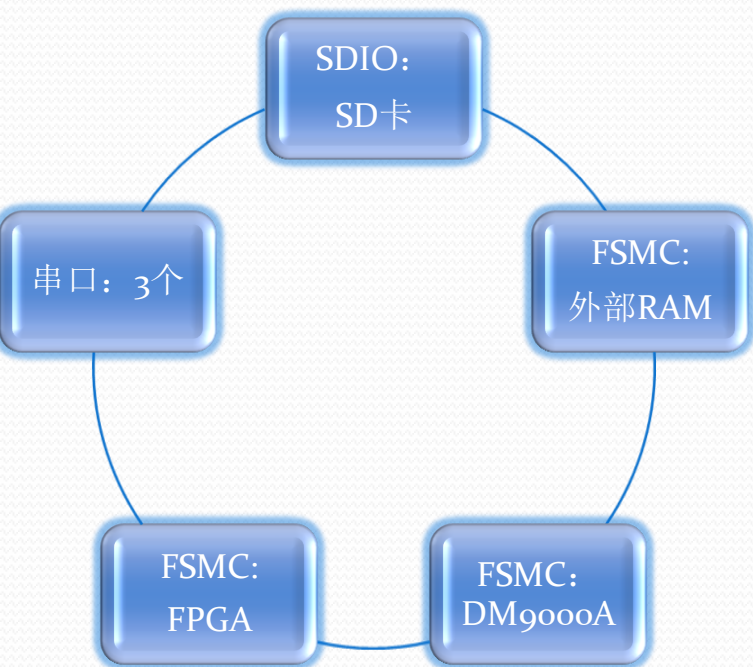 SDIO：
SD卡
串口：3个
FSMC:
外部RAM
FSMC:
FPGA
FSMC：
DM9000A